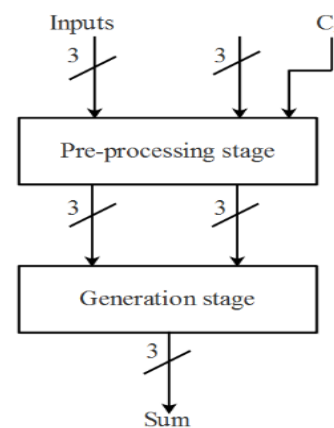 Inputs C
3 3
Pre-processing stage
3 3
Generation stage
3
Sum